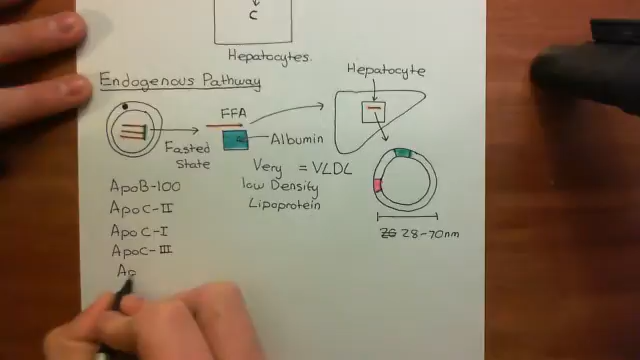 C
Hepatocytes.
Endogenous Pathway
Hepatocyte
FFA
Albumin
Fasted
State
Very = VLDL
low Density
Lipoprotein
28-70nm
ApoB-100
ApoC-II
ApoC-I
ApoC-III
Ap